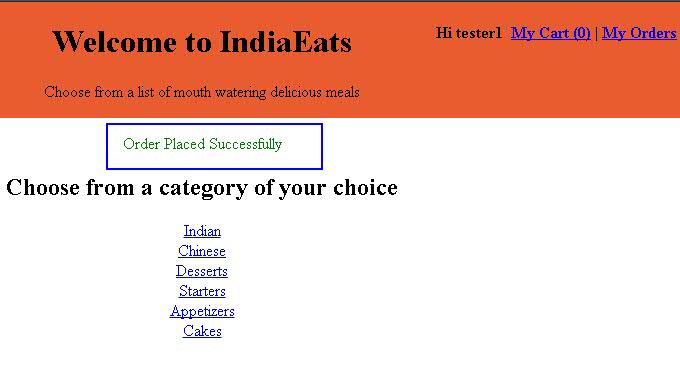 Welcome to IndiaEats
Hi tester1 My Cart (0) | My Orders
Choose from a list of mouth watering delicious meals
Order Placed Successfully
Choose from a category of your choice
Indian
Chinese
Desserts
Starters
Appetizers
Cakes